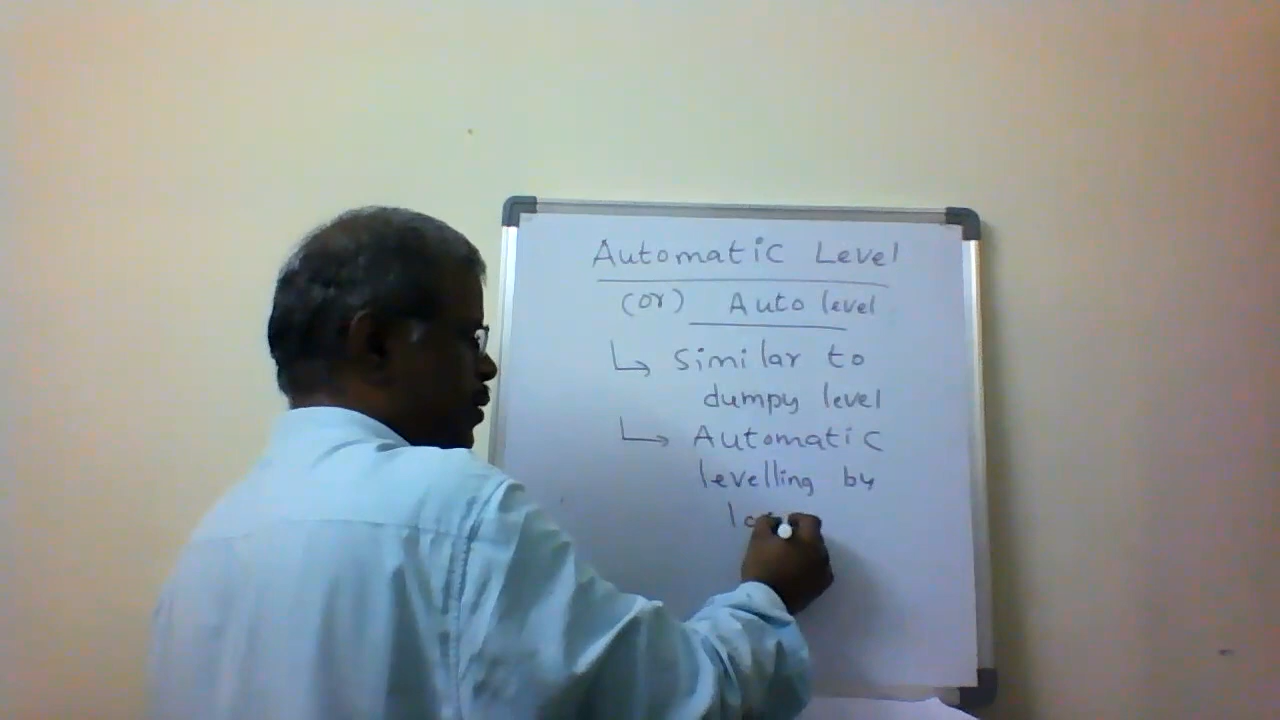 Automatic Level
(or) Auto level
↳ Similar to
dumpy level
↳ Automatic
levelling by